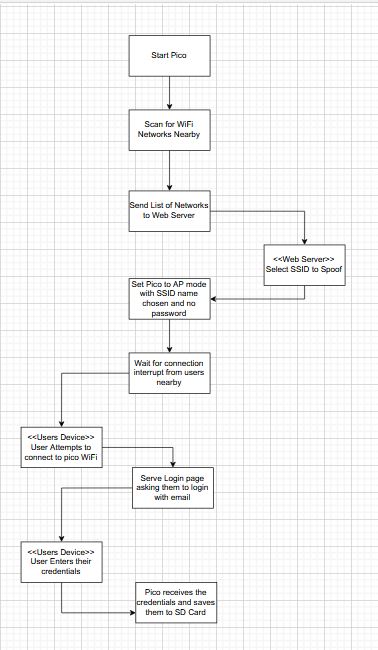 Start Pico
Scan for WiFi
Networks Nearby
Send List of Networks
to Web Server
<<Web Server>>
Select SSID to Spoof
Set Pico to AP mode
with SSID name
chosen and no
password
Wait for connection
interrupt from users
nearby
<<Users Device>>
User Attempts to
connect to pico WiFi
Serve Login page
asking them to login
with email
<<Users Device>>
User Enters their
credentials
Pico receives the
credentials and saves
them to SD Card